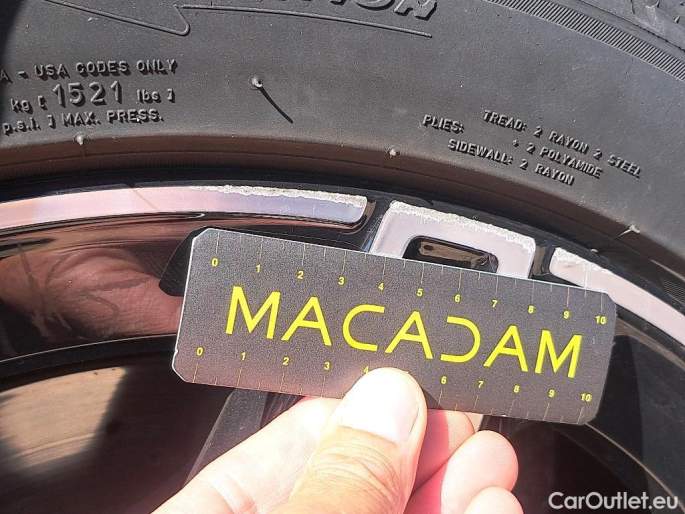 A - USA CODES ONLY
kg [ 1521 lbs ]
p.s.i. ] MAX. PRESS.
PLIES:
TREAD: 2 RAYON 2 STEEL
+ 2 POLYAMIDE
SIDEWALL: 2 RAYON
0 1 2 3 4 5 6 7 8 9 10
MACADAM
0 1 2 3 4 6 7 8 9 10
CarOutlet.eu